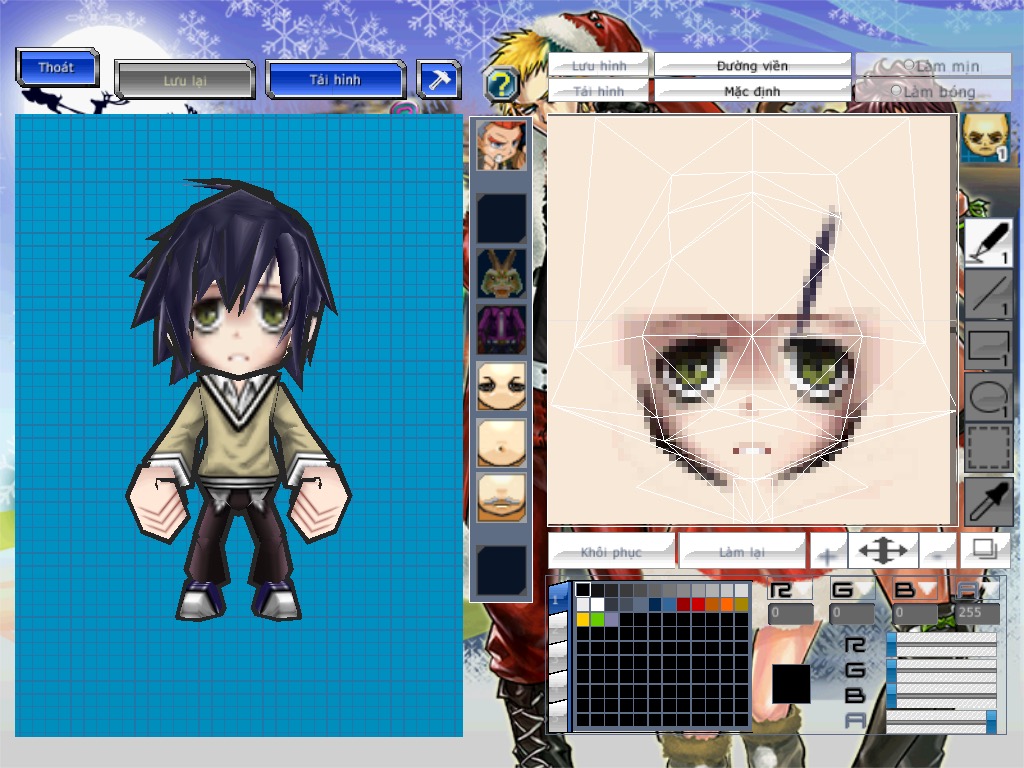 Thoát
Lưu lại
Tải hình
?
Lưu hình
Đường viền
Làm mịn
Tải hình
Mặc định
Làm bóng
1
1
1
1
1
Khôi phục
Làm lại
+
-
1
R
G
B
A
0
0
0
255
R
G
B
A